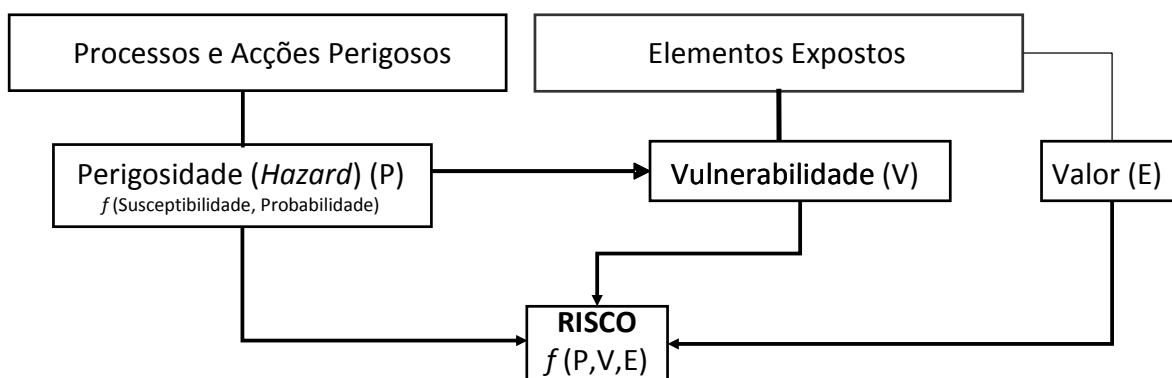 Processos e Acções Perigosos
Elementos Expostos
Perigosidade (Hazard) (P)
f (Susceptibilidade, Probabilidade)
Vulnerabilidade (V)
Valor (E)
RISCO
f (P,V,E)